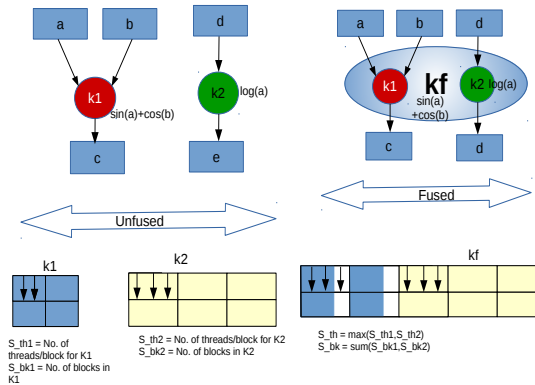 a
b
d
k1
k2
log(a)
sin(a)+cos(b)
c
e
Unfused
a
b
d
kf
k1
k2
log(a)
sin(a)
+cos(b)
c
d
Fused
k1
k2
kf
S_th1 = No. of
threads/block for K1
S_bk1 = No. of blocks in
K1
S_th2 = No. of threads/block for K2
S_bk2 = No. of blocks in K2
S_th = max(S_th1,S_th2)
S_bk = sum(S_bk1,S_bk2)